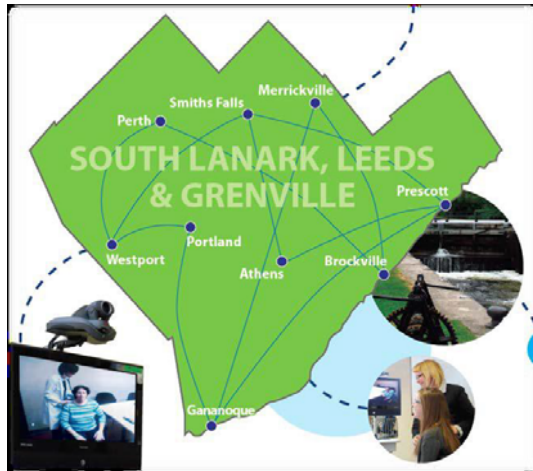 Merrickville
Smiths Falls
Perth
SOUTH LANARK, LEEDS
& GRENVILLE
Prescott
Portland
Westport
Athens
Brockville
Gananoque